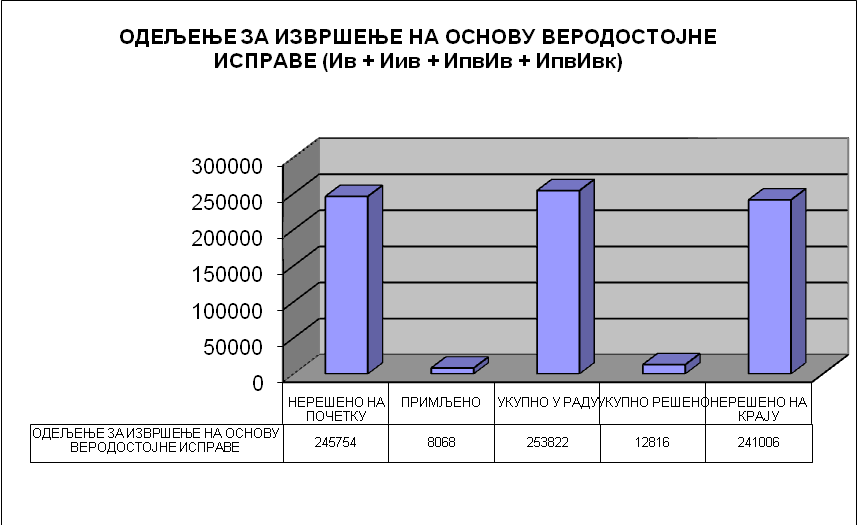 ОДЕЉЕЊЕ ЗА ИЗВРШЕЊЕ НА ОСНОВУ ВЕРОДОСТОЈНЕ
ИСПРАВЕ (Ив + Иив + ИпвИв + ИпвИвк)
300000
250000
200000
150000
100000
50000
0
НЕРЕШЕНО НА
ПОЧЕТКУ
ПРИМЉЕНО
УКУПНО У РАДУ
УКУПНО РЕШЕНО
НЕРЕШЕНО НА
КРАЈУ
ОДЕЉЕЊЕ ЗА ИЗВРШЕЊЕ НА ОСНОВУ
ВЕРОДОСТОЈНЕ ИСПРАВЕ
245754
8068
253822
12816
241006